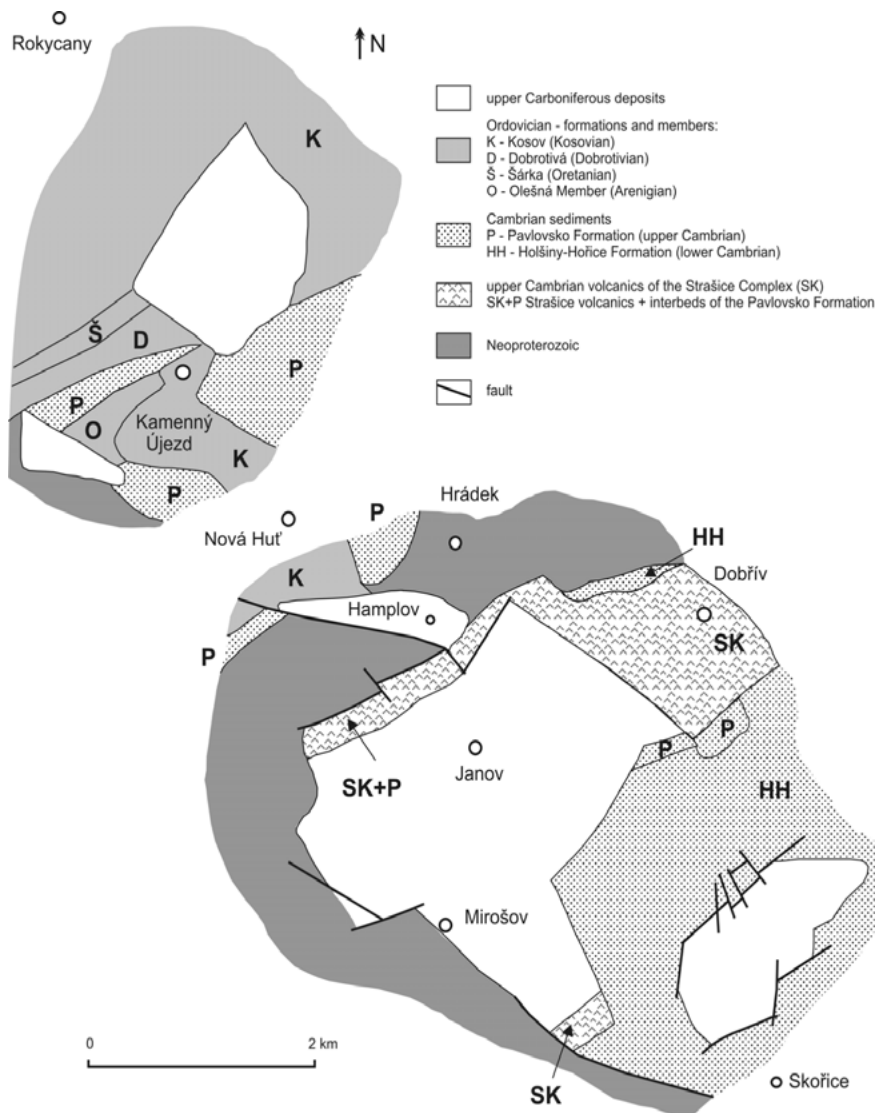 Rokycany
N
upper Carboniferous deposits
Ordovician - formations and members:
K - Kosov (Kosovian)
D - Dobrotivá (Dobrotivian)
Š - Šárka (Oretanian)
O - Olešná Member (Arenigian)
Cambrian sediments
P - Pavlovsko Formation (upper Cambrian)
HH - Holšiny-Hořice Formation (lower Cambrian)
upper Cambrian volcanics of the Strašice Complex (SK)
SK+P Strašice volcanics + interbeds of the Pavlovsko Formation
Neoproterozoic
fault
K
Š
D
P
P
O
Kamenný
Újezd
K
P
Hrádek
P
Nová Huť
HH
Dobřív
K
Hamplov
SK
P
P
P
Janov
SK+P
HH
Mirošov
0
2 km
SK
Skořice